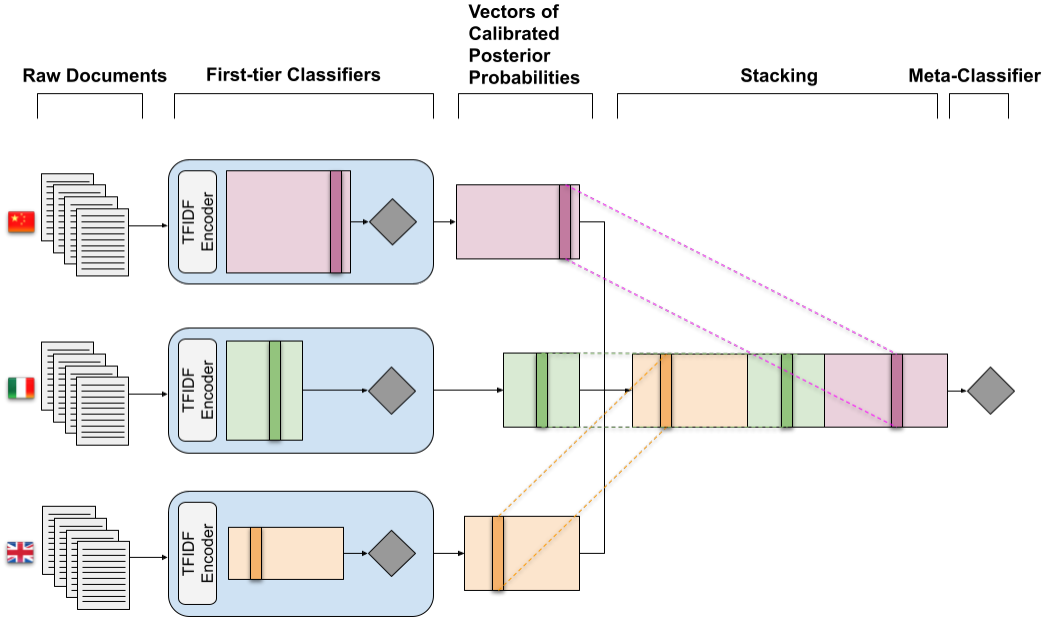 Vectors of
Calibrated
Posterior
Probabilities
Raw Documents
First-tier Classifiers
Stacking
Meta-Classifier
TFIDF
Encoder
TFIDF
Encoder
TFIDF
Encoder